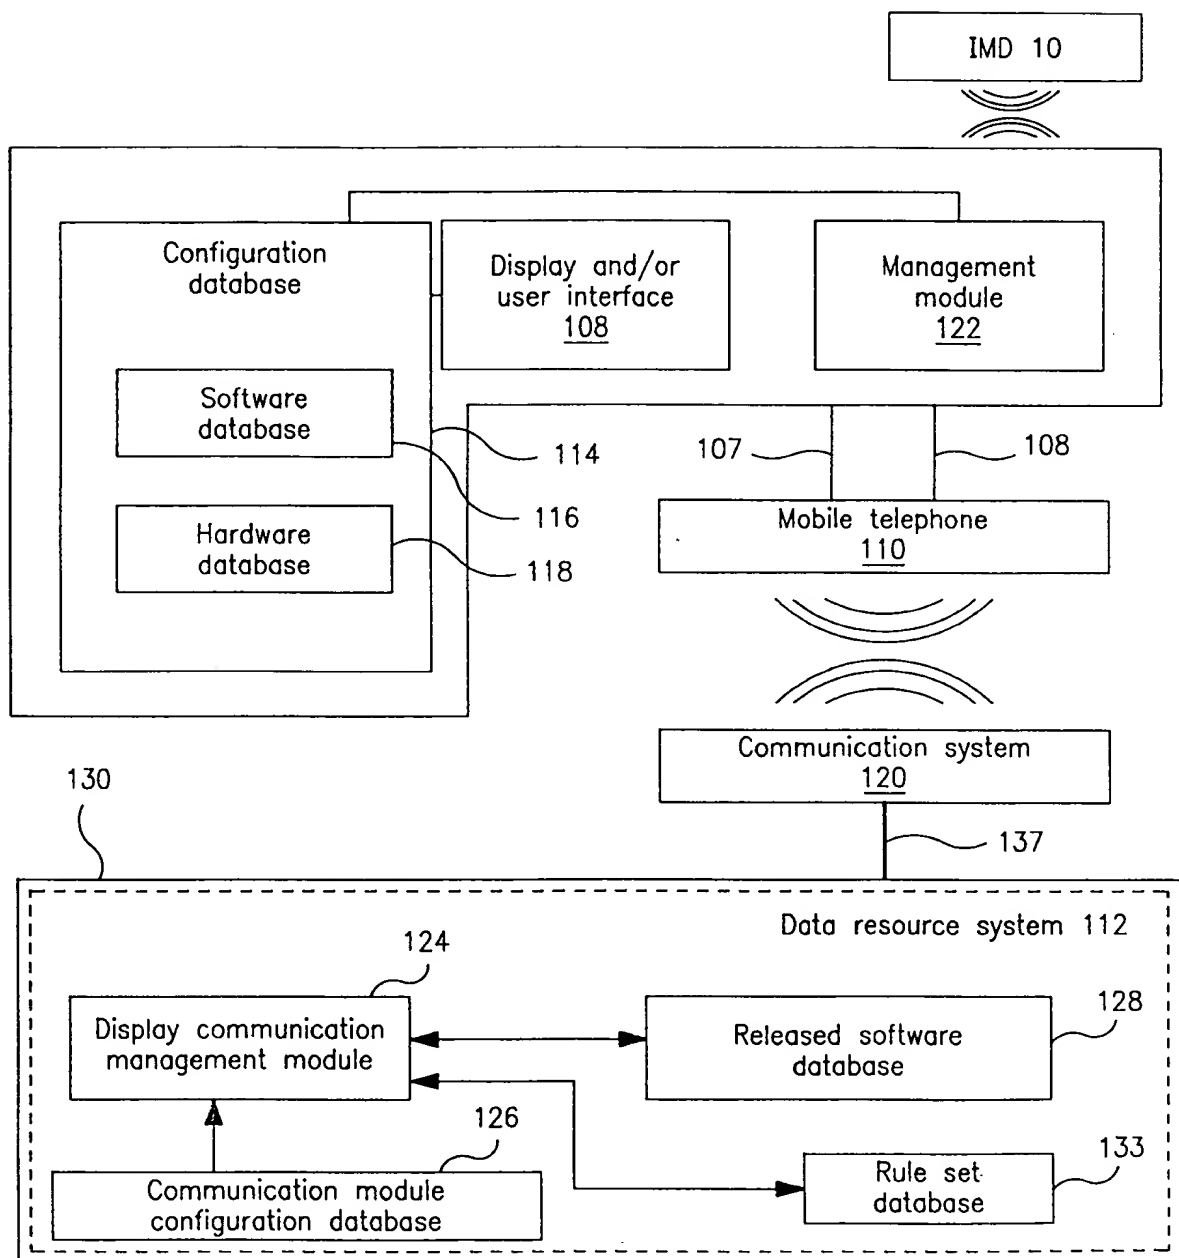 IMD 10
Configuration
database
Display and/or
user interface
108
Management
module
122
Software
database
114
116
Hardware
database
118
107
108
Mobile telephone
110
Communication system
120
130
137
Data resource system 112
124
Display communication
management module
Released software
database
128
126
Communication module
configuration database
Rule set
database
133